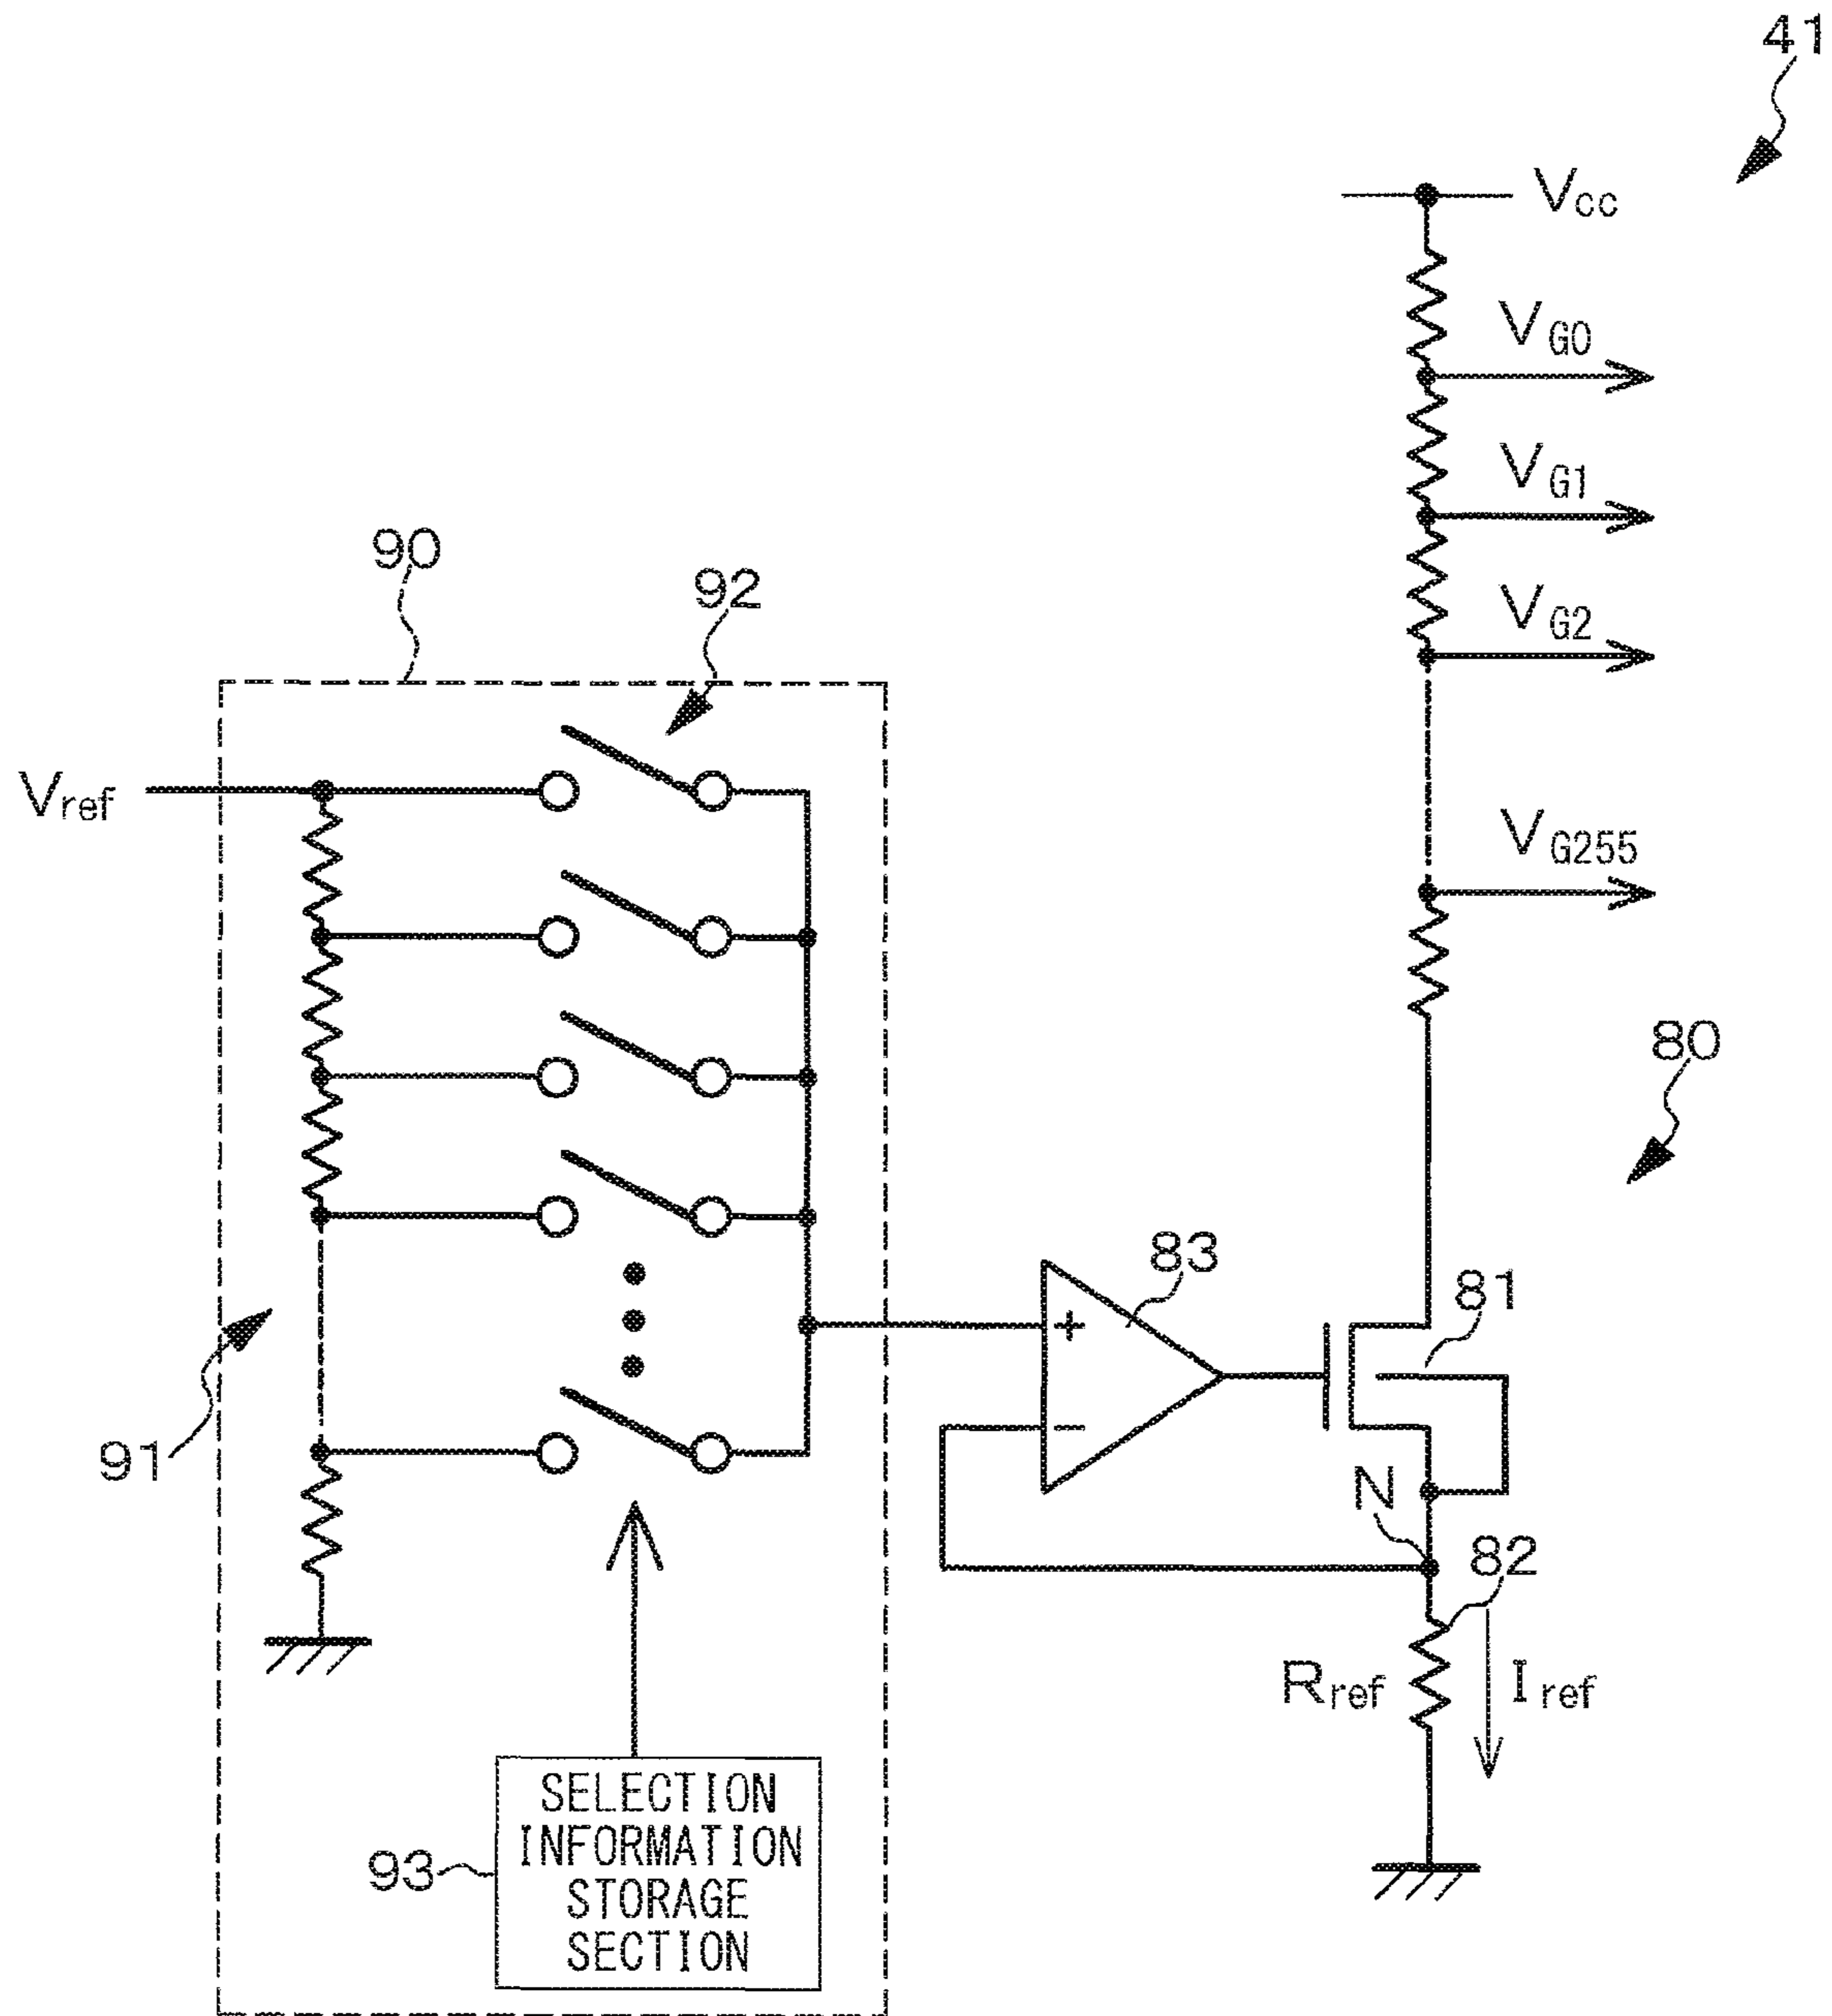 41
Vcc
VG0
VG1
VG2
90
92
Vref
VG255
80
83
81
91
+
−
N
82
Rref
Iref
93
SELECTION
INFORMATION
STORAGE
SECTION